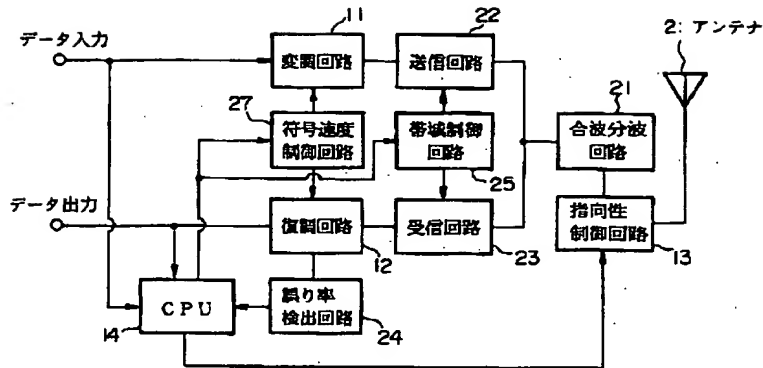 11
22
2: アンテナ
データ入力
変調回路
送信回路
21
27
符号速度
制御回路
帯域制御
回路
合波分波
回路
25
データ出力
指向性
制御回路
復調回路
受信回路
12
23
13
CPU
誤り率
検出回路
14
24